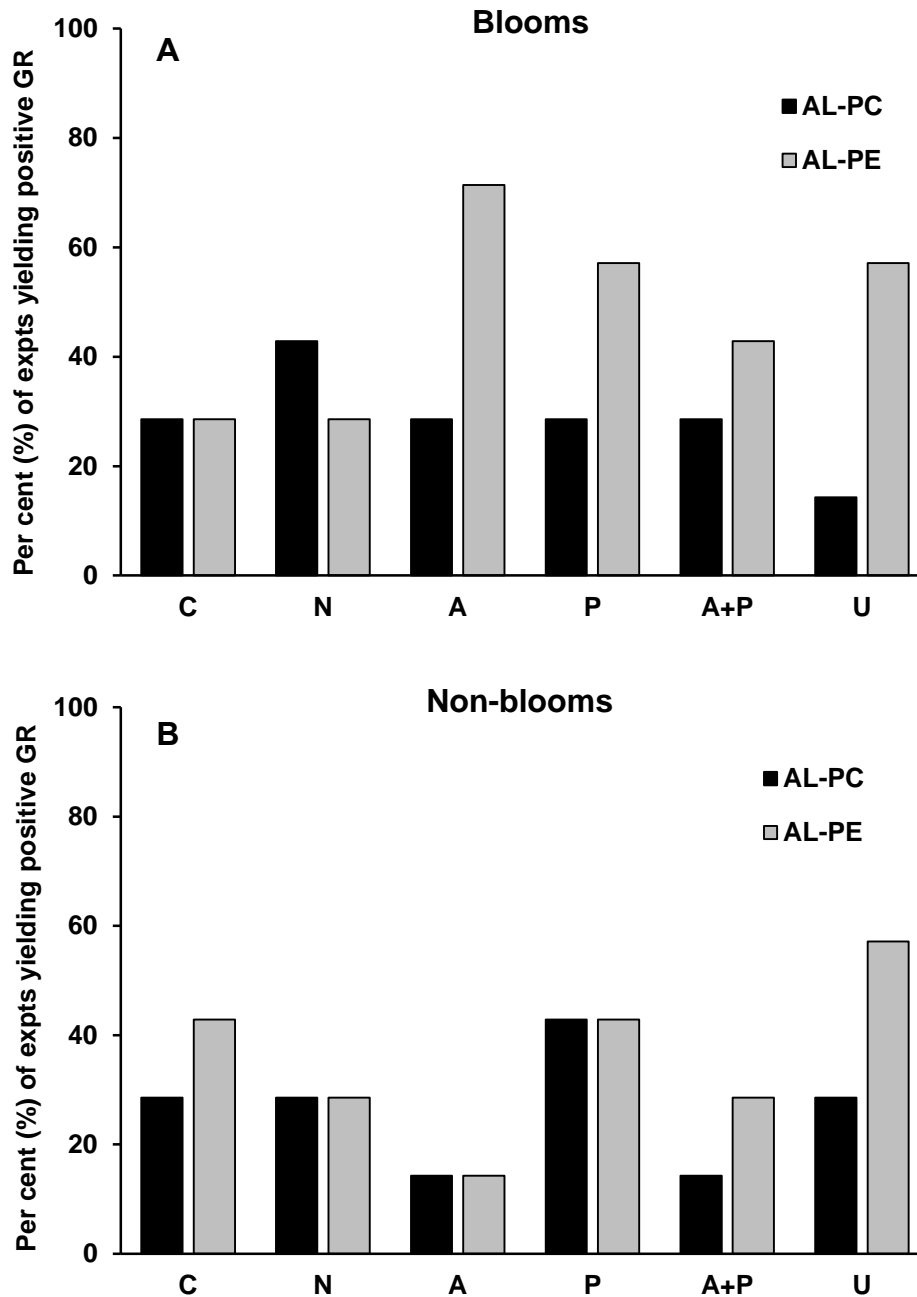 Blooms
A
Per cent (%) of expts yielding positive GR
100
80
60
40
20
0
AL-PC
AL-PE
C N A P A+P U
Non-blooms
B
Per cent (%) of expts yielding positive GR
100
80
60
40
20
0
AL-PC
AL-PE
C N A P A+P U